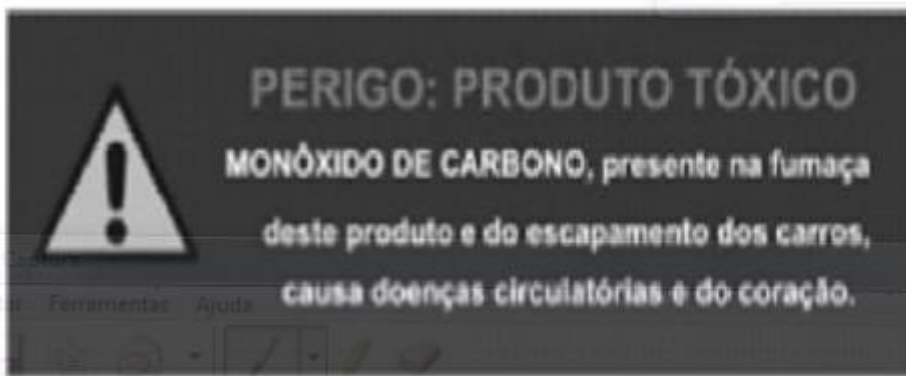 PERIGO: PRODUTO TÓXICO
MONÓXIDO DE CARBONO, presente na fumaça
deste produto e do escapamento dos carros,
causa doenças circulatórias e do coração.
Ferramentas Ajuda